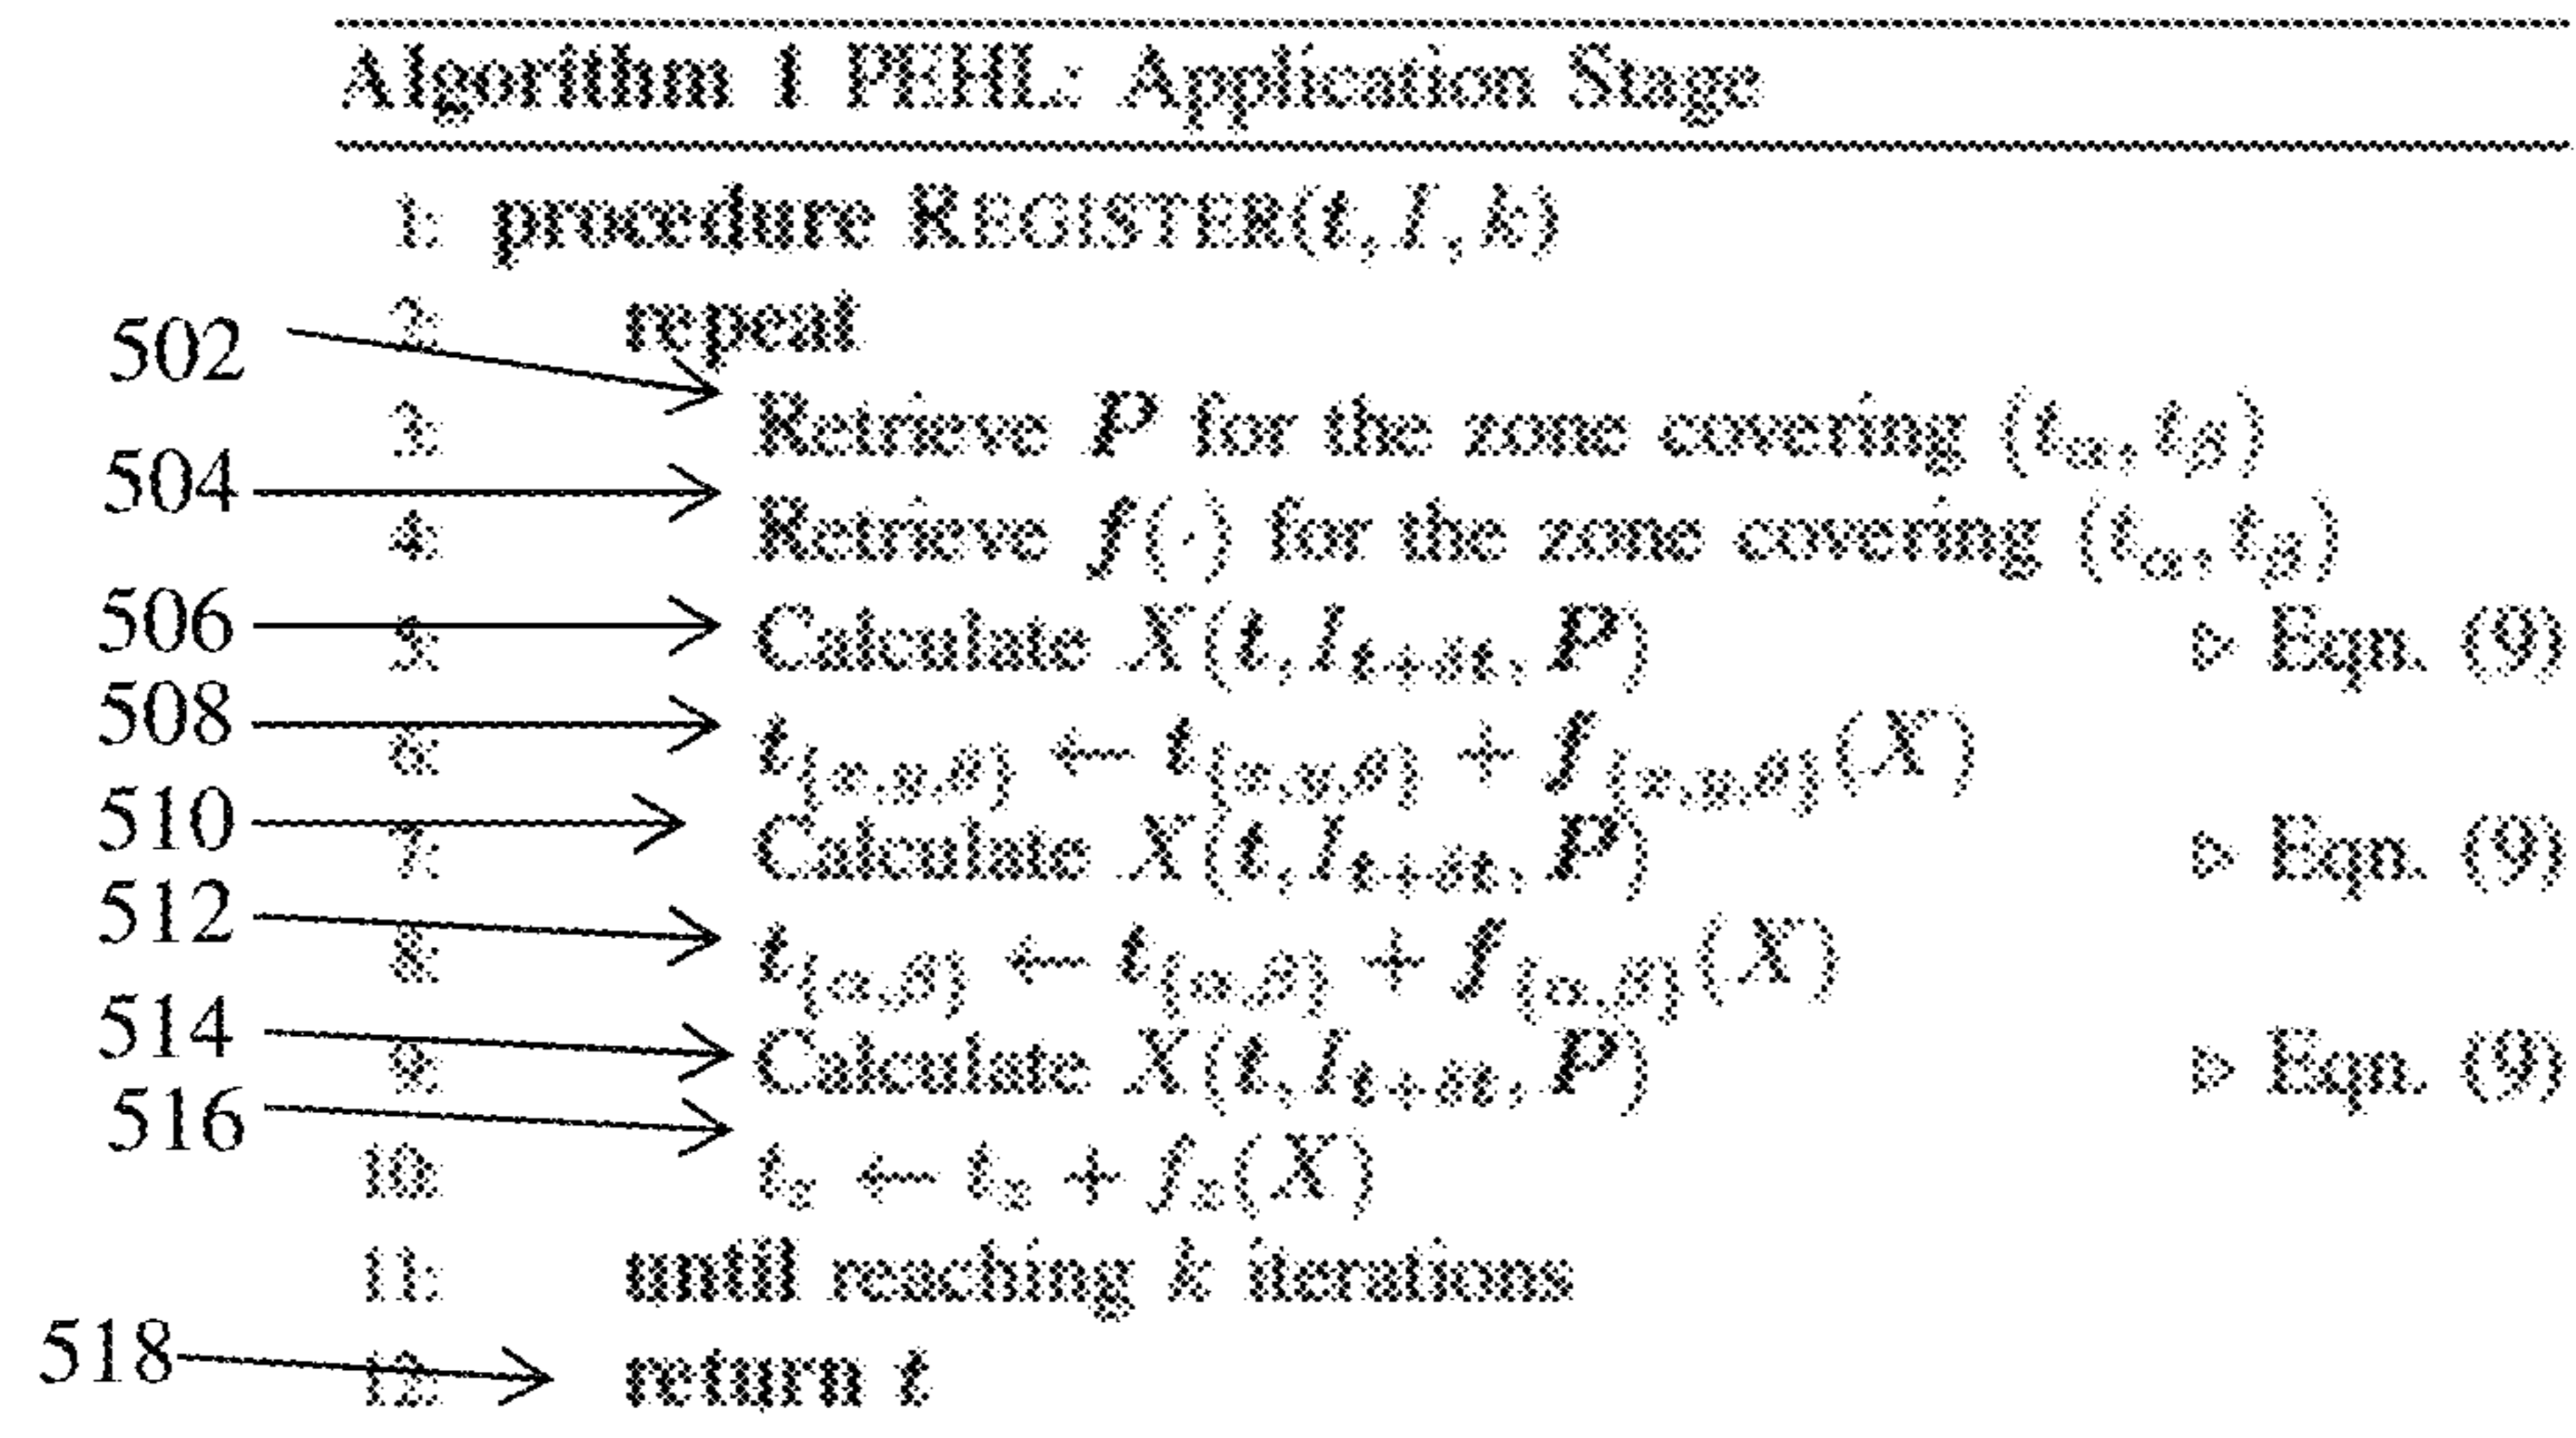 Algorithm 1 PEHL: Application Stage
1: procedure REGISTER(t, I, k)
2: repeat
502
3: Retrieve P for the zone covering (tα, tβ)
504
4: Retrieve f(·) for the zone covering (tα, tβ)
506
5: Calculate X(t, It+δt, P) ▷ Eqn. (9)
508
6: t{x,y,θ} ← t{x,y,θ} + f{x,y,θ}(X)
510
7: Calculate X(t, It+δt, P) ▷ Eqn. (9)
512
8: t{α,β} ← t{α,β} + f{α,β}(X)
514
9: Calculate X(t, It+δt, P) ▷ Eqn. (9)
516
10: tz ← tz + fz(X)
11: until reaching k iterations
518
12: return t